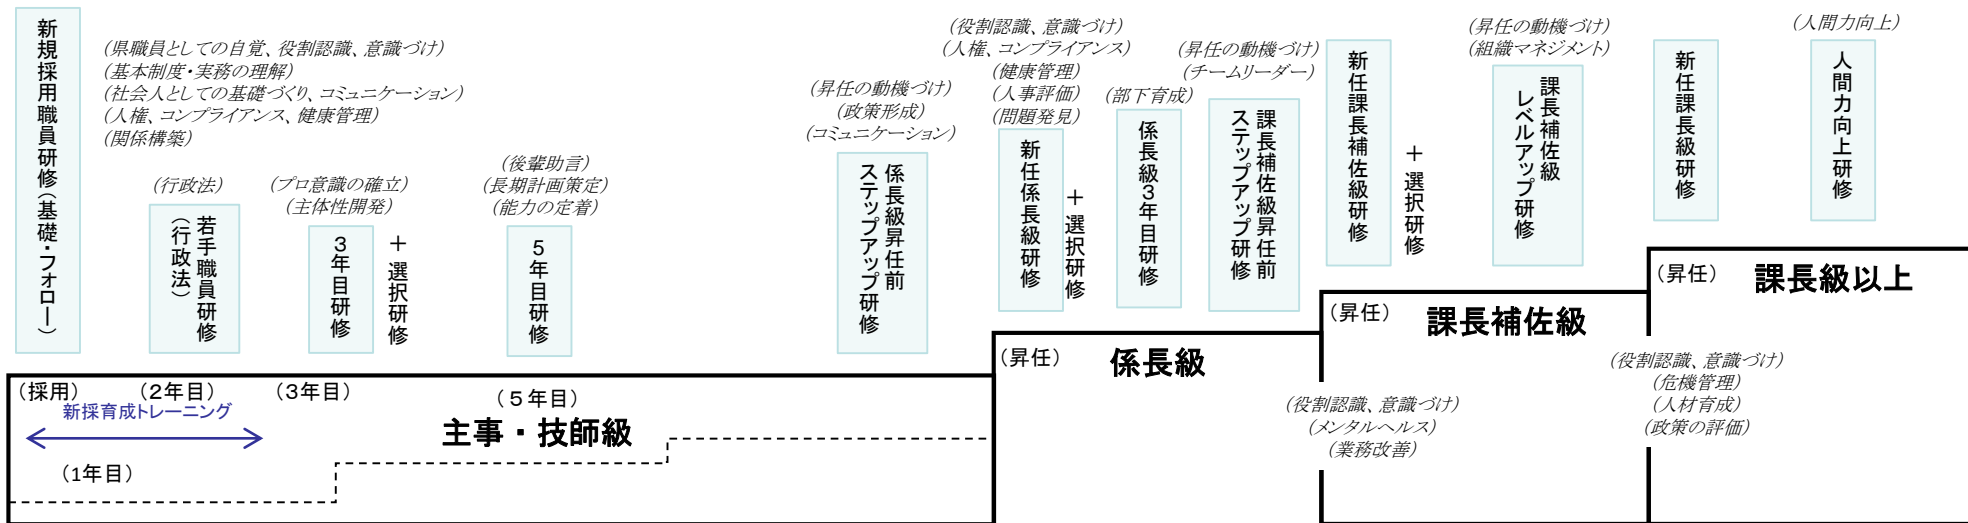 新規採用職員研修(基礎・フォロー)
(県職員としての自覚、役割認識、意識づけ)
(基本制度・実務の理解)
(社会人としての基礎づくり、コミュニケーション)
(人権、コンプライアンス、健康管理)
(関係構築)
(行政法)
若手職員研修
(行政法)
(プロ意識の確立)
(主体性開発)
3年目研修
+選択研修
(後輩助言)
(長期計画策定)
(能力の定着)
5年目研修
(昇任の動機づけ)
(政策形成)
(コミュニケーション)
係長級昇任前
ステップアップ研修
(役割認識、意識づけ)
(人権、コンプライアンス)
(健康管理)
(人事評価)
(問題発見)
新任係長級研修
+選択研修
(部下育成)
係長級3年目研修
(昇任の動機づけ)
(チームリーダー)
課長補佐級昇任前
ステップアップ研修
新任課長補佐級研修
+選択研修
(昇任の動機づけ)
(組織マネジメント)
課長補佐級
レベルアップ研修
新任課長級研修
(人間力向上)
人間力向上研修
(採用)
(2年目)
(3年目)
(5年目)
新採育成トレーニング
(1年目)
主事・技師級
(昇任)
係長級
(役割認識、意識づけ)
(メンタルヘルス)
(業務改善)
(昇任)
課長補佐級
(役割認識、意識づけ)
(危機管理)
(人材育成)
(政策の評価)
(昇任)
課長級以上